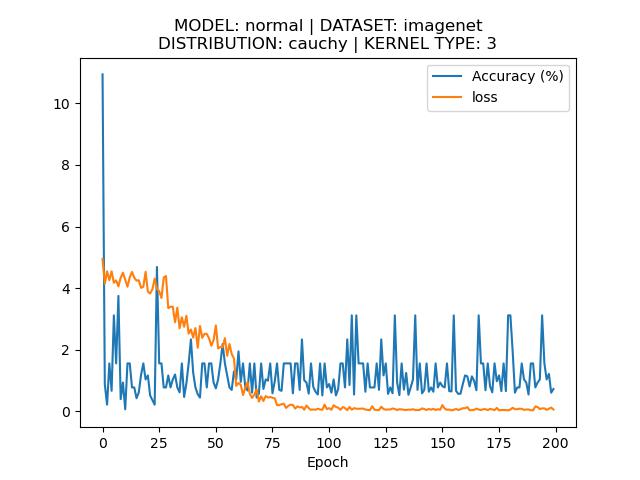 MODEL: normal | DATASET: imagenet
DISTRIBUTION: cauchy | KERNEL TYPE: 3
Accuracy (%)
loss
10
8
6
4
2
0
0 25 50 75 100 125 150 175 200
Epoch